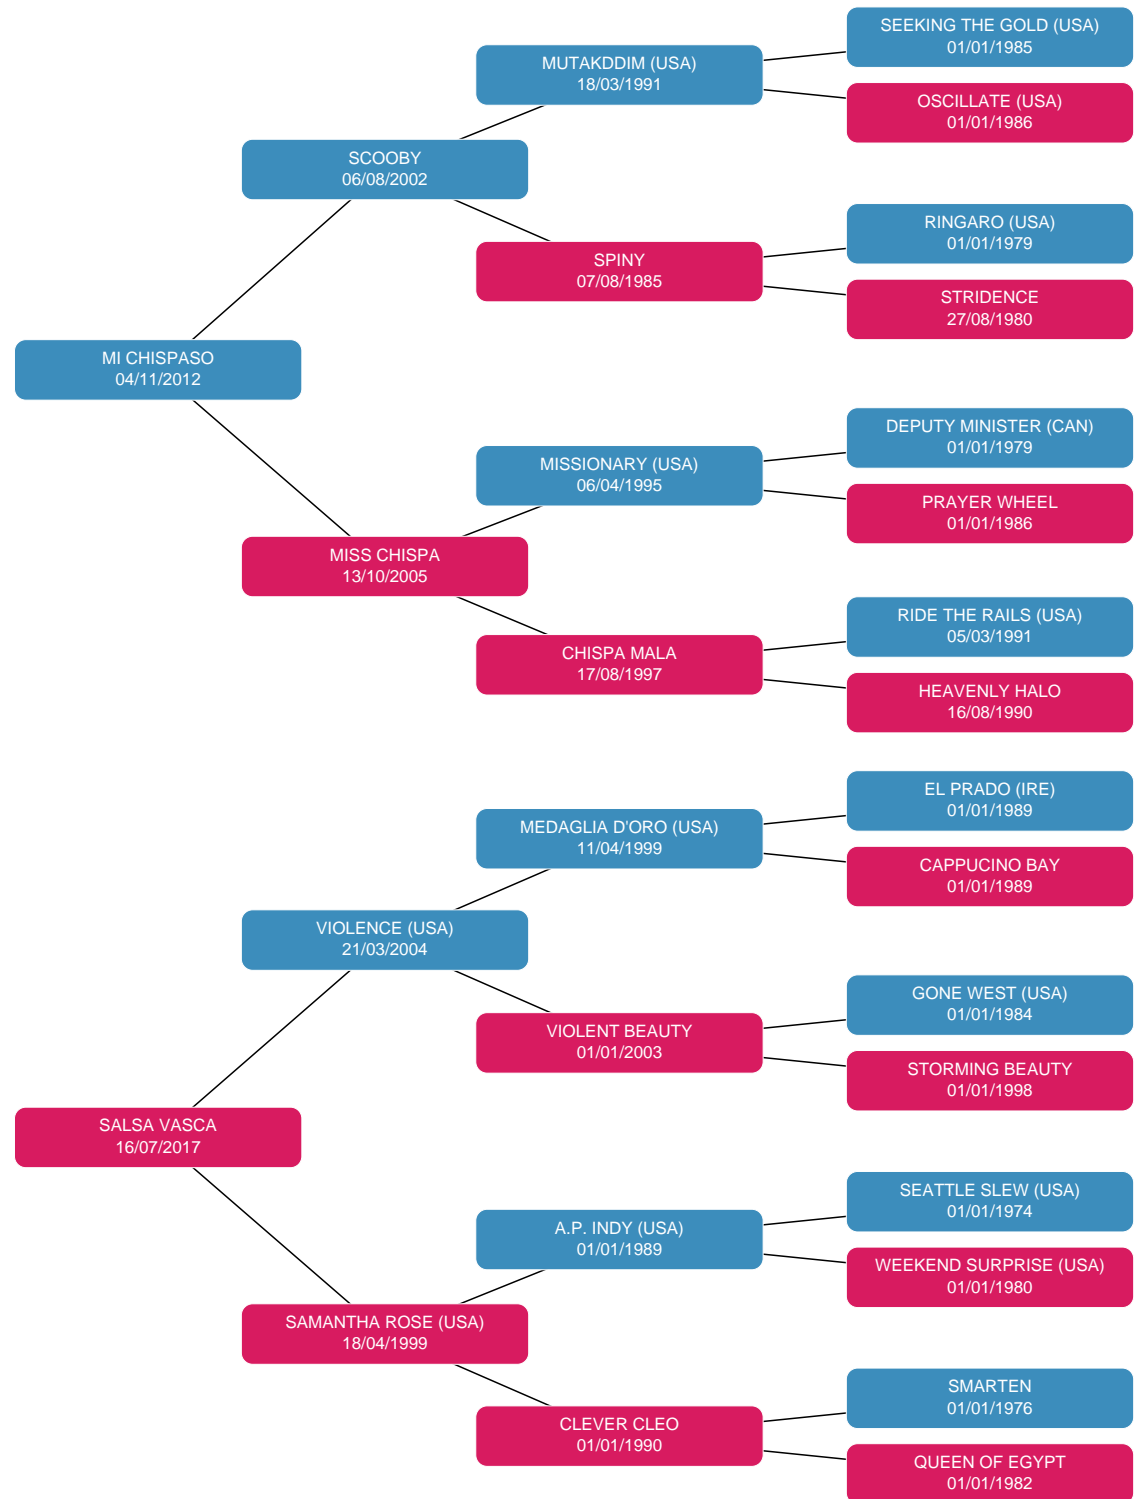 SEEKING THE GOLD (USA)
01/01/1985
MUTAKDDIM (USA)
18/03/1991
OSCILLATE (USA)
01/01/1986
SCOOBY
06/08/2002
RINGARO (USA)
01/01/1979
SPINY
07/08/1985
STRIDENCE
27/08/1980
MI CHISPASO
04/11/2012
DEPUTY MINISTER (CAN)
01/01/1979
MISSIONARY (USA)
06/04/1995
PRAYER WHEEL
01/01/1986
MISS CHISPA
13/10/2005
RIDE THE RAILS (USA)
05/03/1991
CHISPA MALA
17/08/1997
HEAVENLY HALO
16/08/1990
EL PRADO (IRE)
01/01/1989
MEDAGLIA D'ORO (USA)
11/04/1999
CAPPUCINO BAY
01/01/1989
VIOLENCE (USA)
21/03/2004
GONE WEST (USA)
01/01/1984
VIOLENT BEAUTY
01/01/2003
STORMING BEAUTY
01/01/1998
SALSA VASCA
16/07/2017
SEATTLE SLEW (USA)
01/01/1974
A.P. INDY (USA)
01/01/1989
WEEKEND SURPRISE (USA)
01/01/1980
SAMANTHA ROSE (USA)
18/04/1999
SMARTEN
01/01/1976
CLEVER CLEO
01/01/1990
QUEEN OF EGYPT
01/01/1982